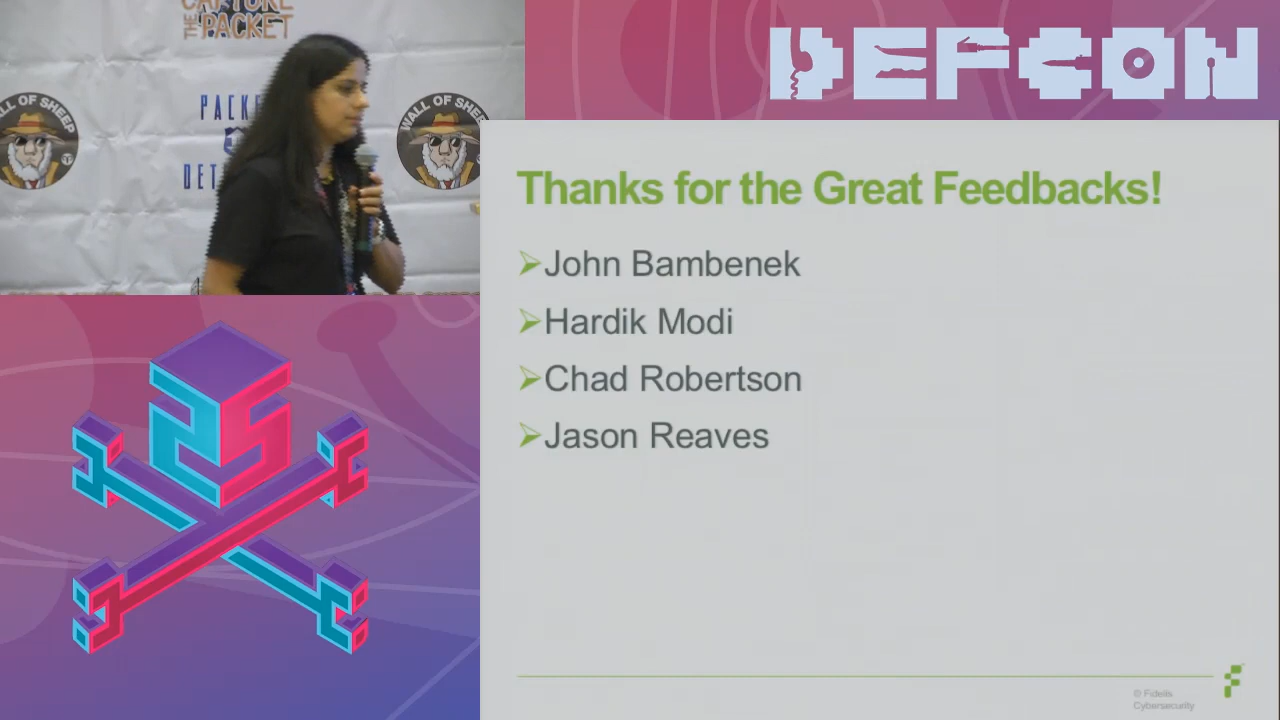 CAPTURE
THE PACKET
WALL OF SHEEP
PACKE
DET
WALL OF SHEEP
DEFCON
Thanks for the Great Feedbacks!
➢John Bambenek
➢Hardik Modi
➢Chad Robertson
➢Jason Reaves
© Fidelis
Cybersecurity